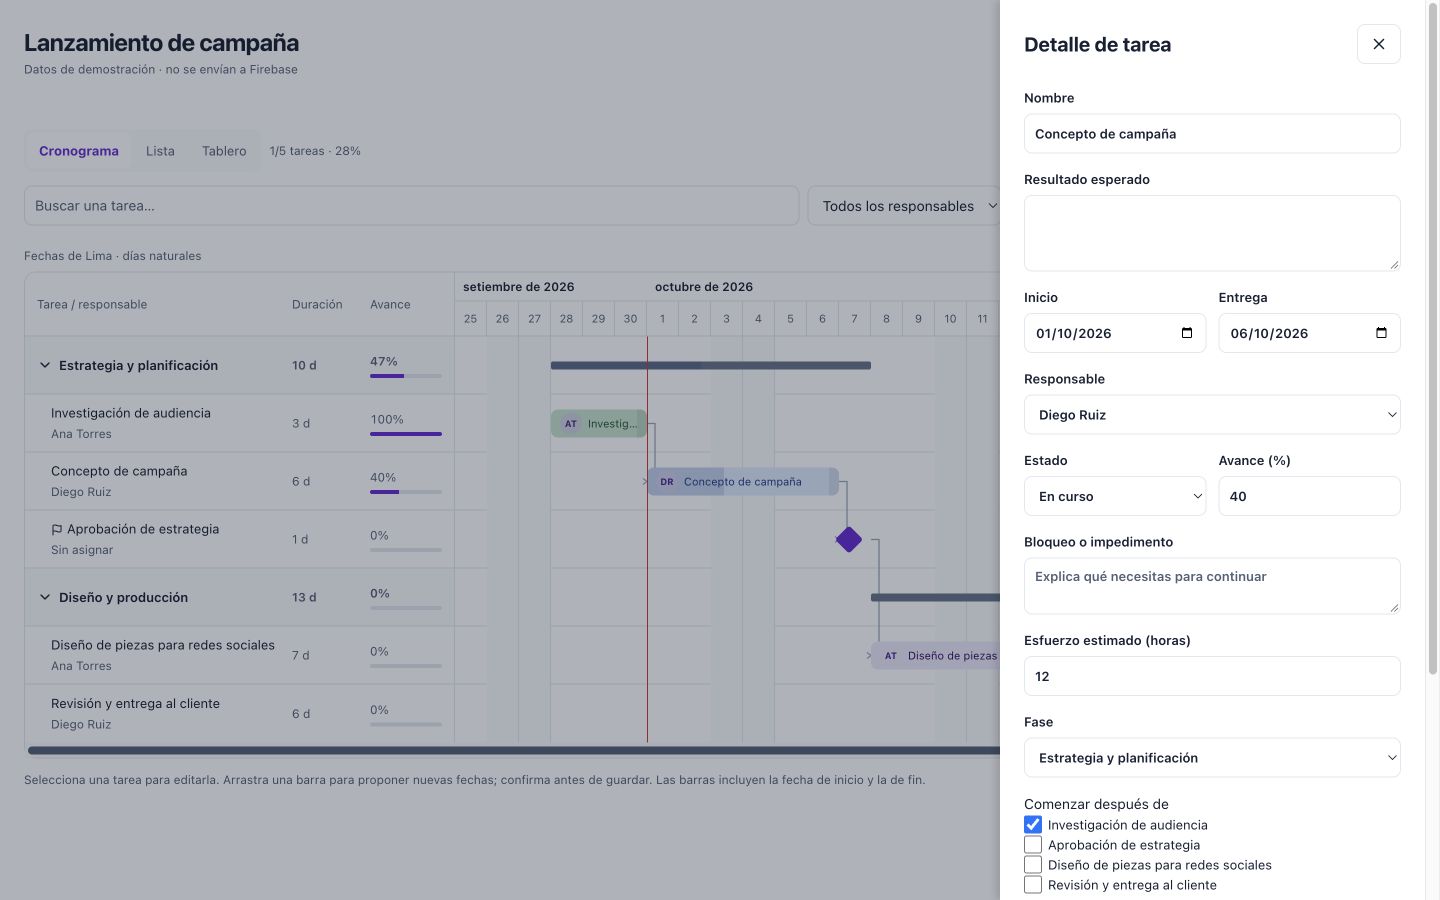 Lanzamiento de campaña
Datos de demostración · no se envían a Firebase
Cronograma
Lista
Tablero
1/5 tareas · 28%
Buscar una tarea...
Todos los responsables
Fechas de Lima · días naturales
Tarea / responsable
Duración
Avance
setiembre de 2026
octubre de 2026
25 26 27 28 29 30 1 2 3 4 5 6 7 8 9 10 11
Estrategia y planificación
10 d
47%
Investigación de audiencia
Ana Torres
3 d
100%
AT Investig...
Concepto de campaña
Diego Ruiz
6 d
40%
DR Concepto de campaña
Aprobación de estrategia
Sin asignar
1 d
0%
Diseño y producción
13 d
0%
Diseño de piezas para redes sociales
Ana Torres
7 d
0%
AT Diseño de piezas
Revisión y entrega al cliente
Diego Ruiz
6 d
0%
Selecciona una tarea para editarla. Arrastra una barra para proponer nuevas fechas; confirma antes de guardar. Las barras incluyen la fecha de inicio y la de fin.
Detalle de tarea
Nombre
Concepto de campaña
Resultado esperado
Inicio
Entrega
01/10/2026
06/10/2026
Responsable
Diego Ruiz
Estado
Avance (%)
En curso
40
Bloqueo o impedimento
Explica qué necesitas para continuar
Esfuerzo estimado (horas)
12
Fase
Estrategia y planificación
Comenzar después de
Investigación de audiencia
Aprobación de estrategia
Diseño de piezas para redes sociales
Revisión y entrega al cliente